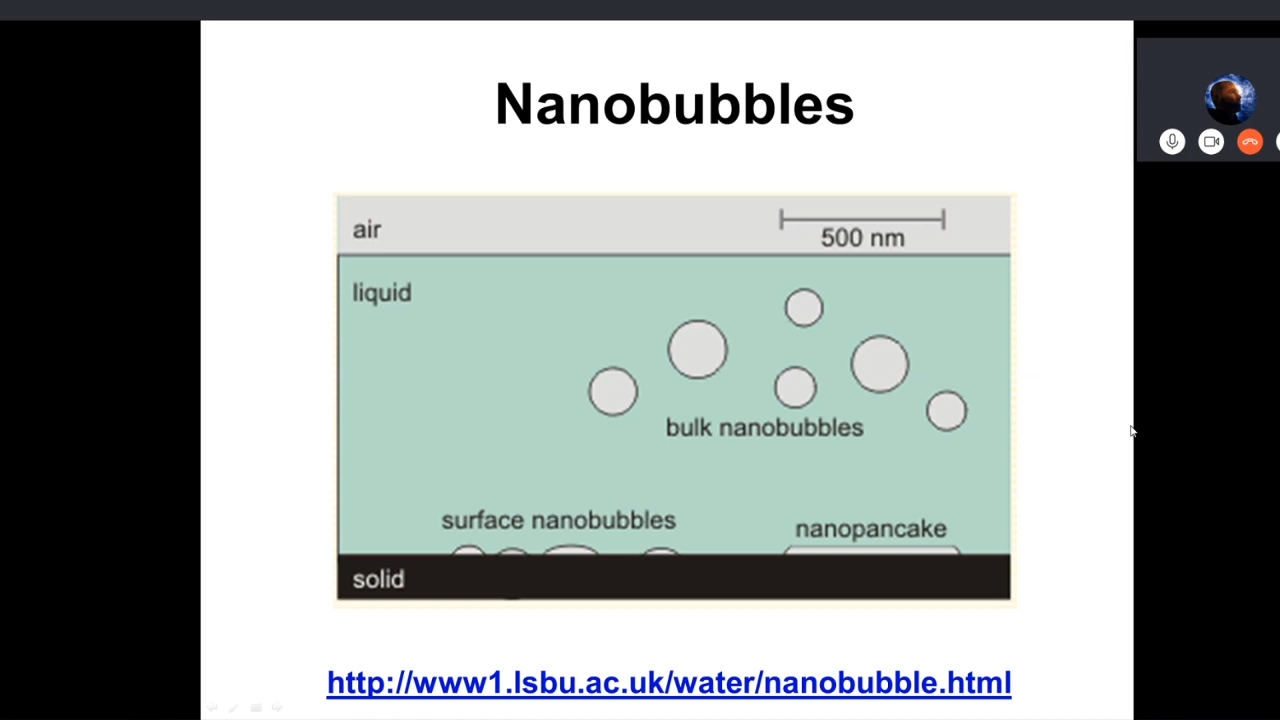 Nanobubbles
air
500 nm
liquid
bulk nanobubbles
surface nanobubbles
nanopancake
solid
http://www1.lsbu.ac.uk/water/nanobubble.html